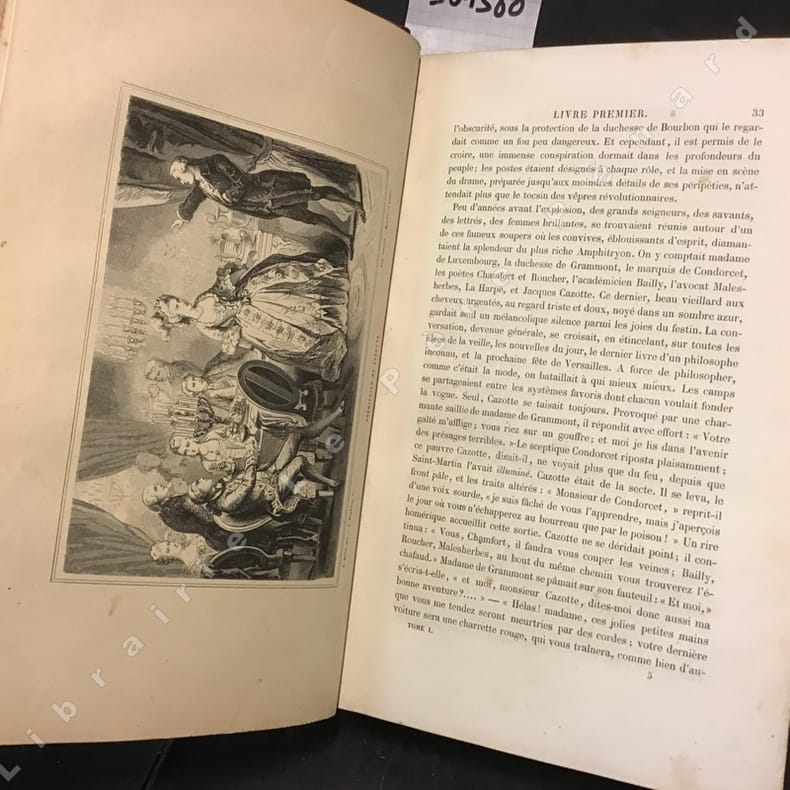 LIVRE PREMIER. 33
l'obscurité, sous la protection de la duchesse de Bourbon qui le regar-
dait comme un fou peu dangereux. Et cependant, il est permis de le
croire, une immense conspiration dormait dans les profondeurs du
peuple; les postes étaient désignés à chaque rôle, et la mise en scène
du drame, préparée jusqu'aux moindres détails de ses péripéties, n'at-
tendait plus que le tocsin des vêpres révolutionnaires.
Peu d'années avant l'explosion, des grands seigneurs, des savants,
des lettrés, des femmes brillantes, se trouvaient réunis autour d'un
de ces fameux soupers où les convives, éblouissants d'esprit, diaman-
taient la splendeur du plus riche Amphitryon. On y comptait madame
de Luxembourg, la duchesse de Grammont, le marquis de Condorcet,
les poètes Chamfort et Roucher, l'académicien Bailly, l'avocat Males-
herbes, La Harpe, et Jacques Cazotte. Ce dernier, beau vieillard aux
cheveux argentés, au regard triste et doux, noyé dans un sombre azur,
gardait seul un mélancolique silence parmi les joies du festin. La con-
versation, devenue générale, se croisait, en étincelant, sur toutes les
idées de la veille, les nouvelles du jour, le dernier livre d'un philosophe
inconnu, et la prochaine fête de Versailles. A force de philosopher,
comme c'était la mode, on bataillait à qui mieux mieux. Les camps
se partageaient entre les systèmes favoris dont chacun voulait fonder
la vogue. Seul, Cazotte se taisait toujours. Provoqué par une char-
mante saillie de madame de Grammont, il répondit avec effort : « Votre
gaîté m'afflige; vous riez sur un gouffre; et moi je lis dans l'avenir
des présages terribles. » Le sceptique Condorcet riposta plaisamment :
ce pauvre Cazotte, disait-il, ne voyait plus que du feu, depuis que
Saint-Martin l'avait illuminé. Cazotte était de la secte. Il se leva, le
front pâle, et les traits altérés : « Monsieur de Condorcet, » reprit-il
d'une voix sourde, « je suis fâché de vous l'apprendre, mais j'aperçois
le jour où vous n'échapperez au bourreau que par le poison ! » Un rire
homérique accueillit cette sortie. Cazotte ne se déridait point; il con-
tinua : « Vous, Chamfort, il faudra vous couper les veines; Bailly,
Roucher, Malesherbes, au bout du même chemin vous trouverez l'é-
chafaud. » Madame de Grammont se pâmait sur son fauteuil : « Et moi, »
s'écria-t-elle, « et moi, monsieur Cazotte, dites-moi donc aussi ma
bonne aventure?.... » — « Hélas! madame, ces jolies petites mains
que vous me tendez seront meurtries par des cordes; votre dernière
voiture sera une charrette rouge, qui vous traînera, comme bien d'au-
TOME I. 5